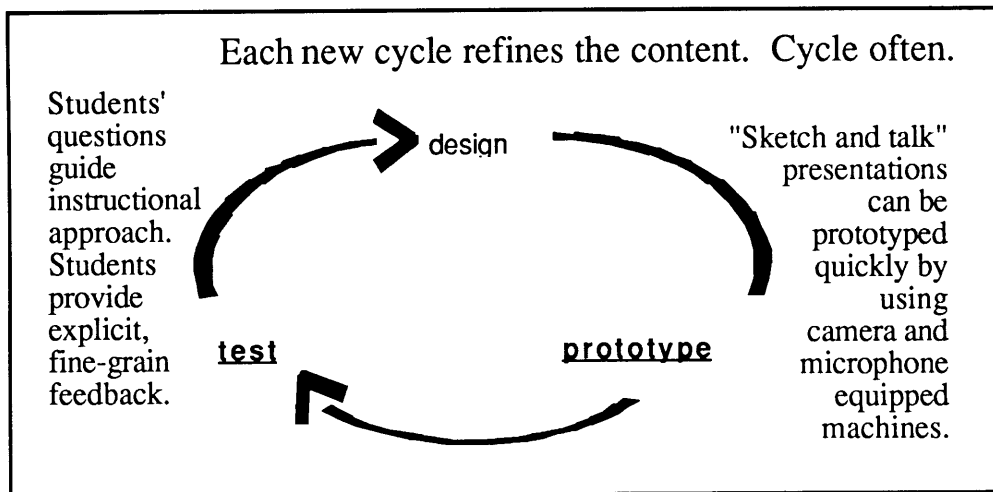 Each new cycle refines the content. Cycle often.
Students'
questions
guide
instructional
approach.
Students
provide
explicit,
fine-grain
feedback.
design
"Sketch and talk"
presentations
can be
prototyped
quickly by
using
camera and
microphone
equipped
machines.
test
prototype